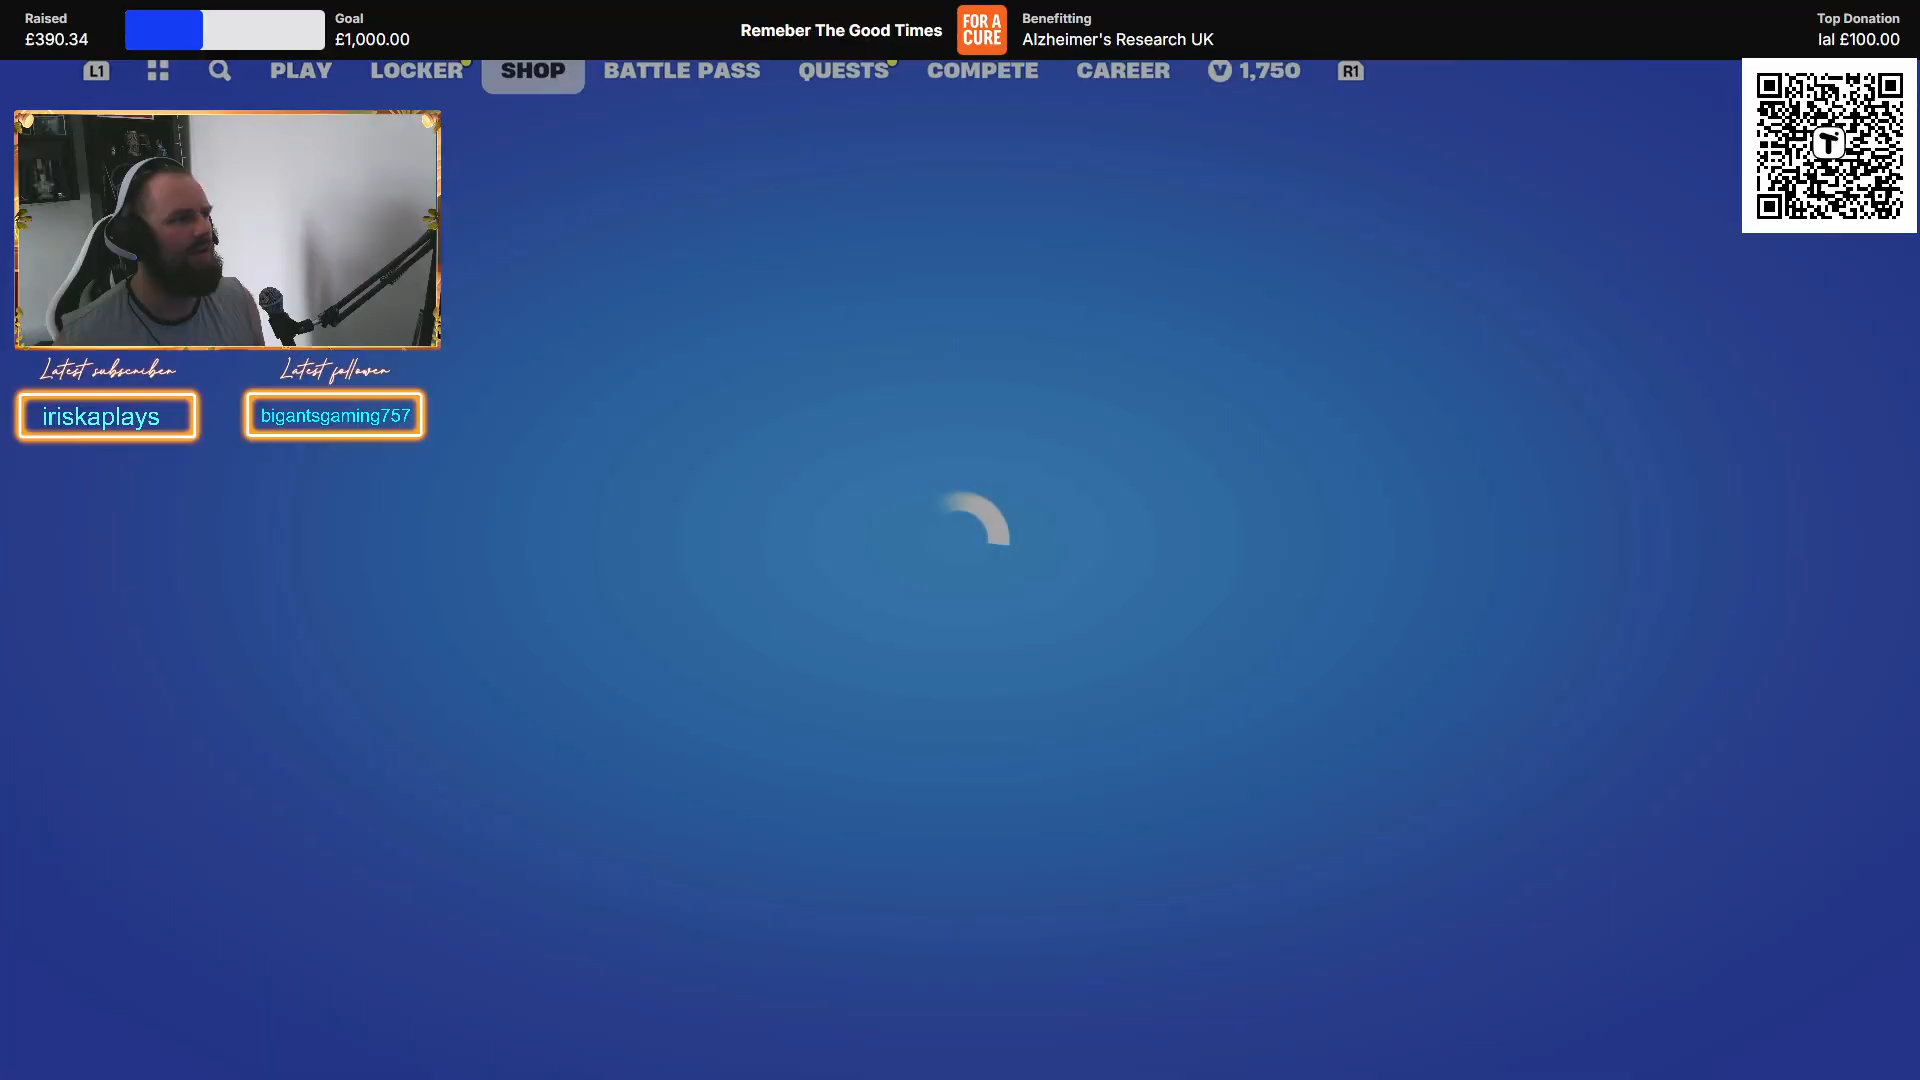 Raised
£390.34
Goal
£1,000.00
Remeber The Good Times
FOR A
CURE
Benefitting
Alzheimer's Research UK
Top Donation
lal £100.00
L1
PLAY
LOCKER
SHOP
BATTLE PASS
QUESTS
COMPETE
CAREER
V 1,750
R1
T
Latest subscriber
Latest follower
iriskaplays
bigantsgaming757